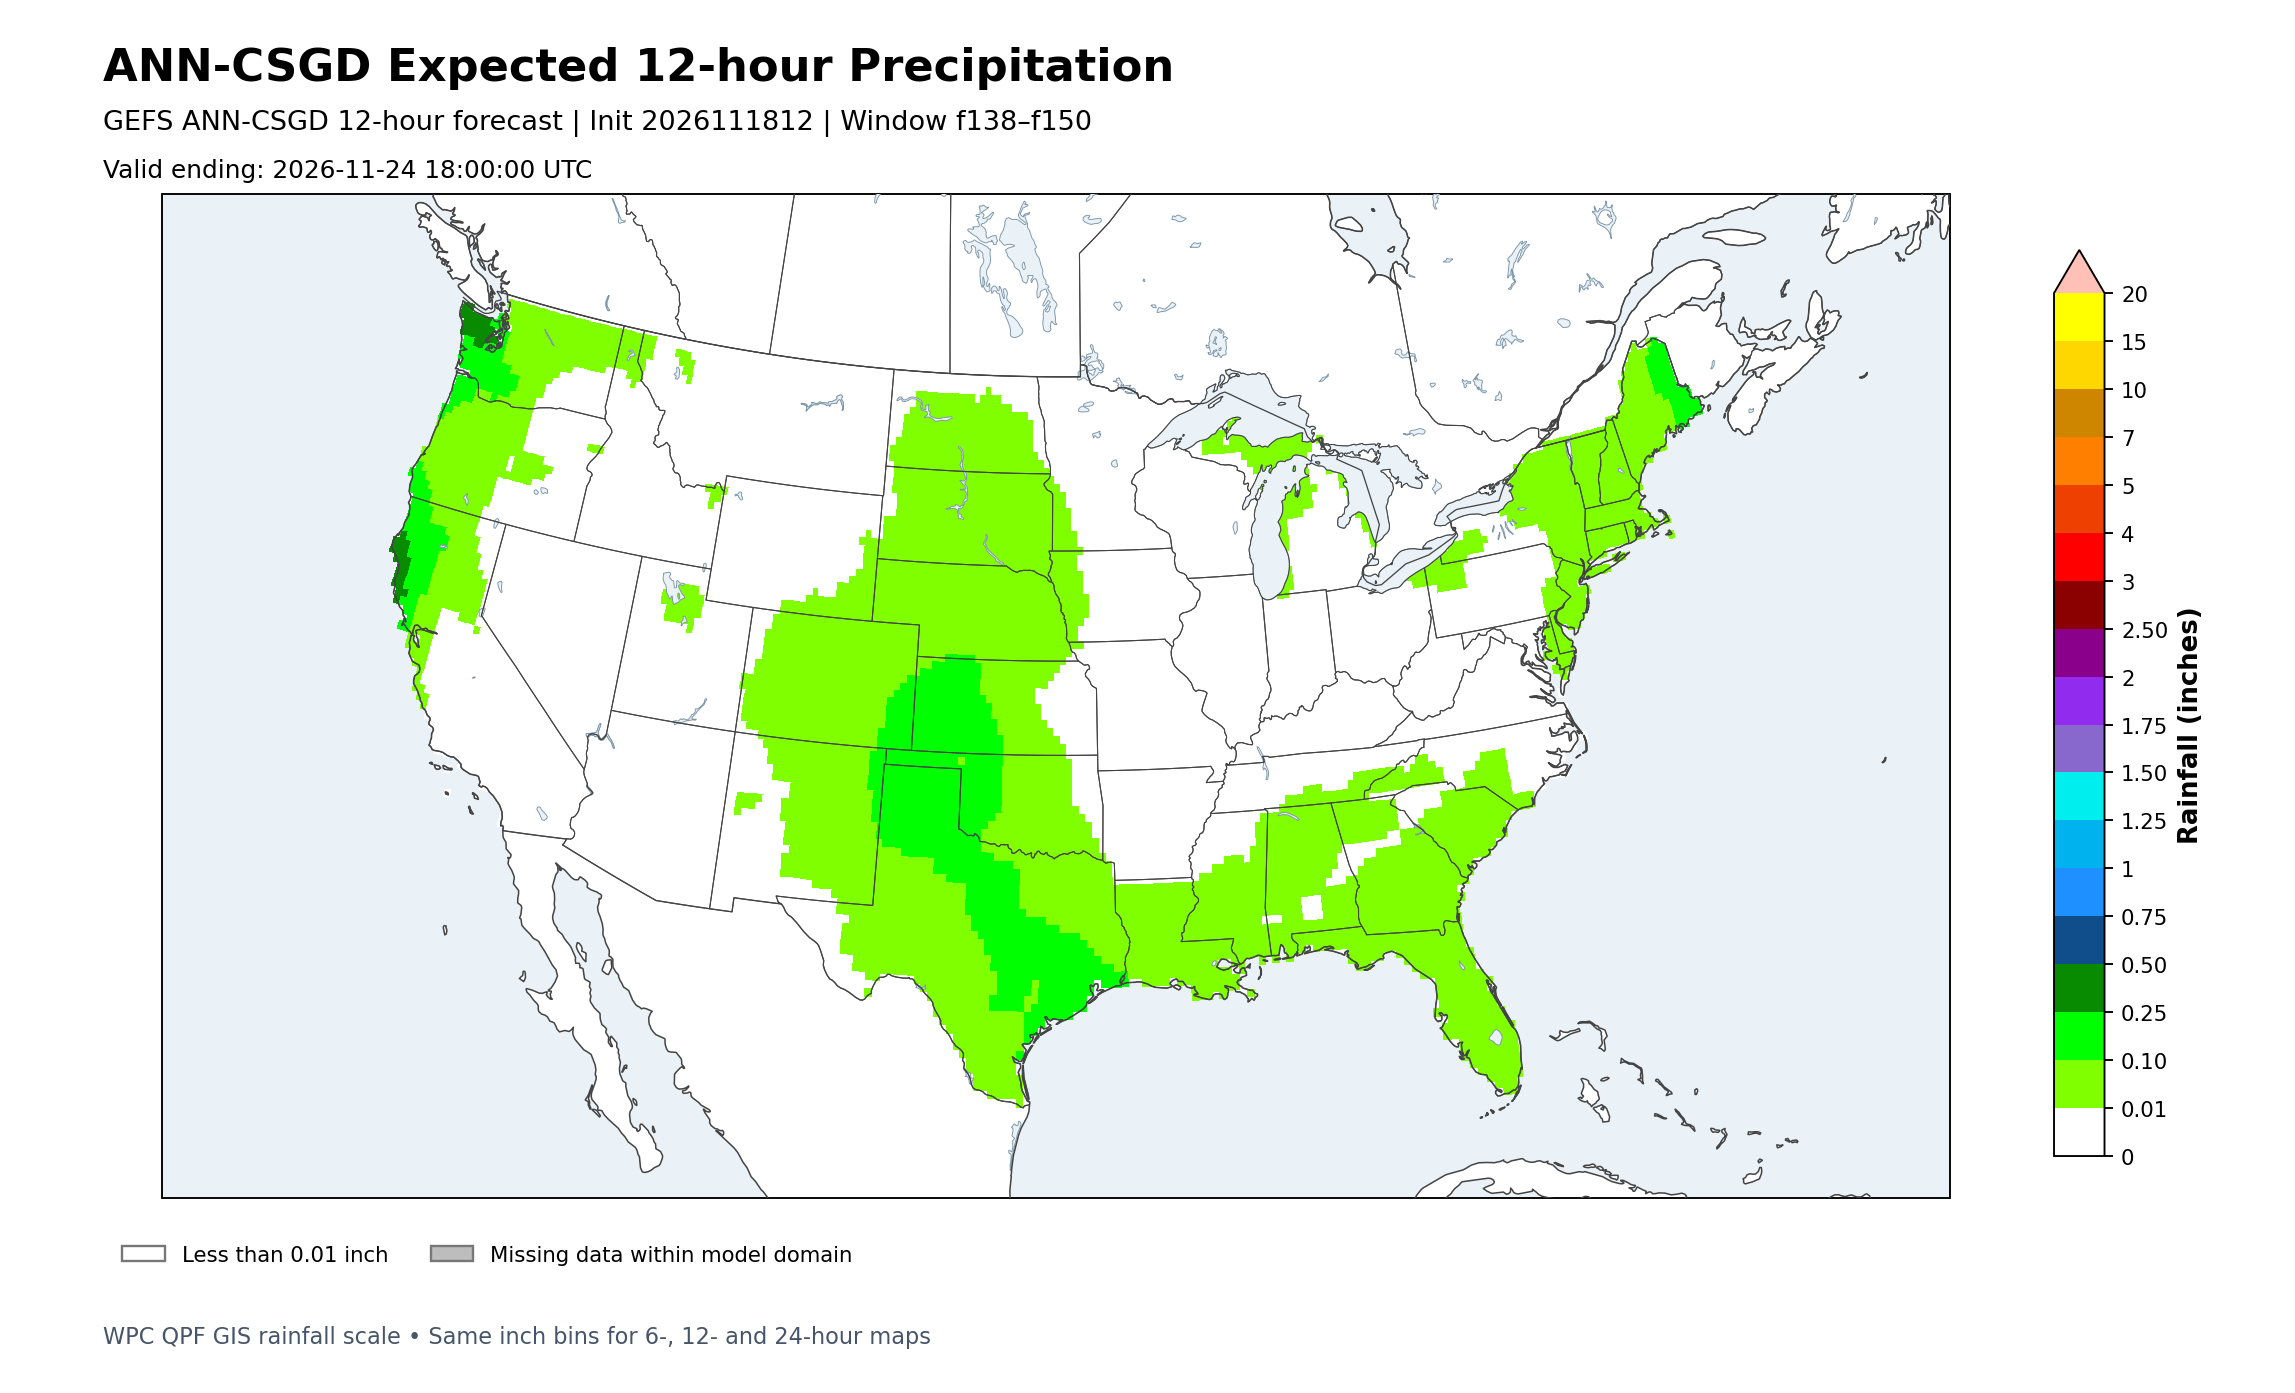 ANN-CSGD Expected 12-hour Precipitation
GEFS ANN-CSGD 12-hour forecast | Init 2026111812 | Window f138–f150
Valid ending: 2026-11-24 18:00:00 UTC
20
15
10
7
5
4
3
2.50
2
1.75
1.50
1.25
1
0.75
0.50
0.25
0.10
0.01
0
Rainfall (inches)
Less than 0.01 inch
Missing data within model domain
WPC QPF GIS rainfall scale • Same inch bins for 6-, 12- and 24-hour maps